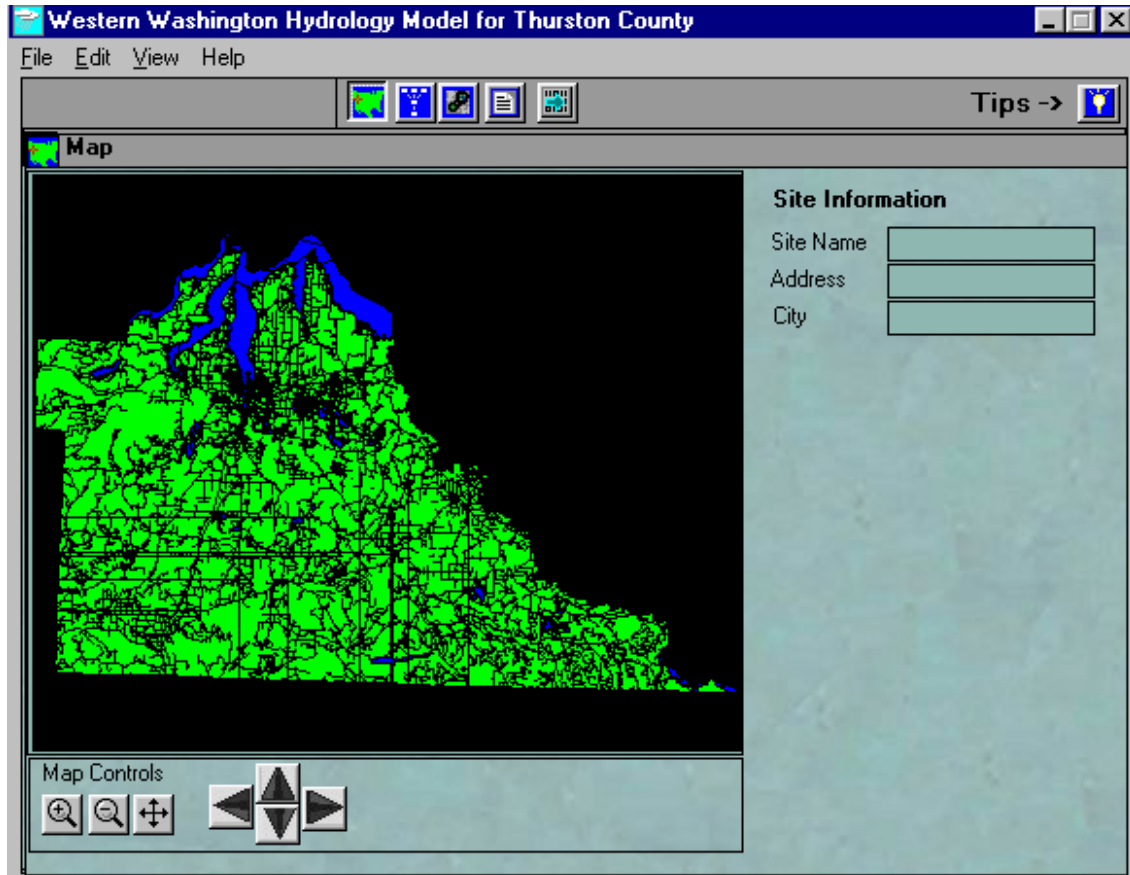 Western Washington Hydrology Model for Thurston County
File Edit View Help
Tips ->
Map
Site Information
Site Name
Address
City
Map Controls